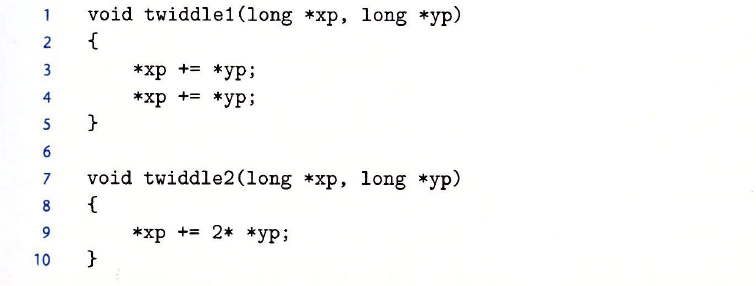 1 void twiddle1(long *xp, long *yp)
2 {
3     *xp += *yp;
4     *xp += *yp;
5 }
6
7 void twiddle2(long *xp, long *yp)
8 {
9     *xp += 2* *yp;
10 }